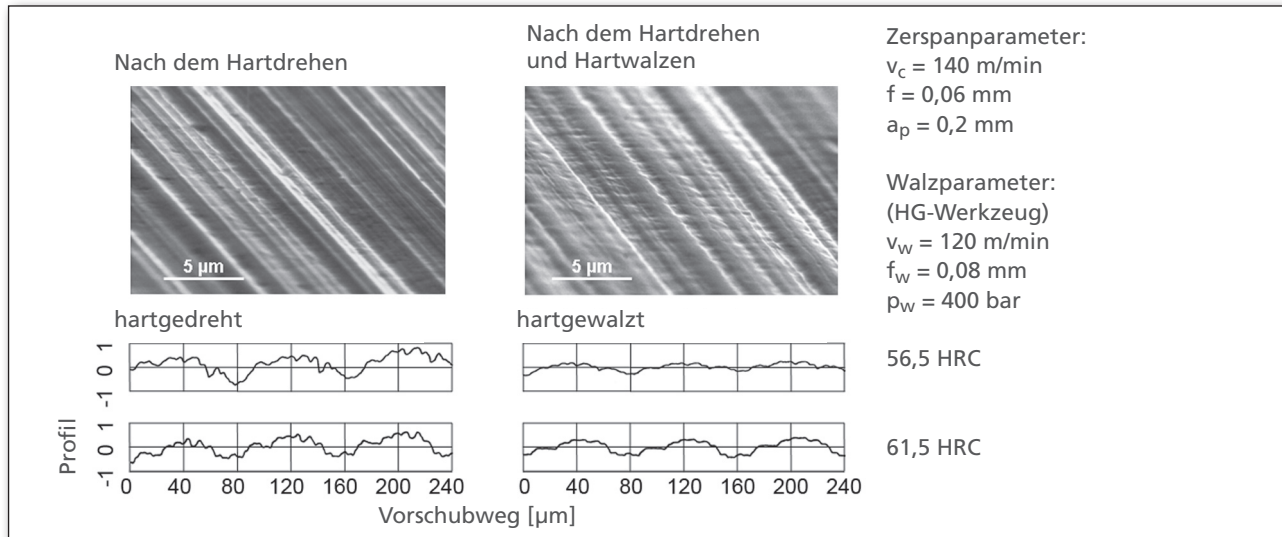 Nach dem Hartdrehen
Nach dem Hartdrehen
und Hartwalzen
Zerspanparameter:
v_c = 140 m/min
f = 0,06 mm
a_p = 0,2 mm
Walzparameter:
(HG-Werkzeug)
v_w = 120 m/min
f_w = 0,08 mm
p_w = 400 bar
5 µm
5 µm
hartgedreht
hartgewalzt
-1 0 1
56,5 HRC
Profil
-1 0 1
61,5 HRC
0 40 80 120 160 200 240
0 40 80 120 160 200 240
Vorschubweg [µm]